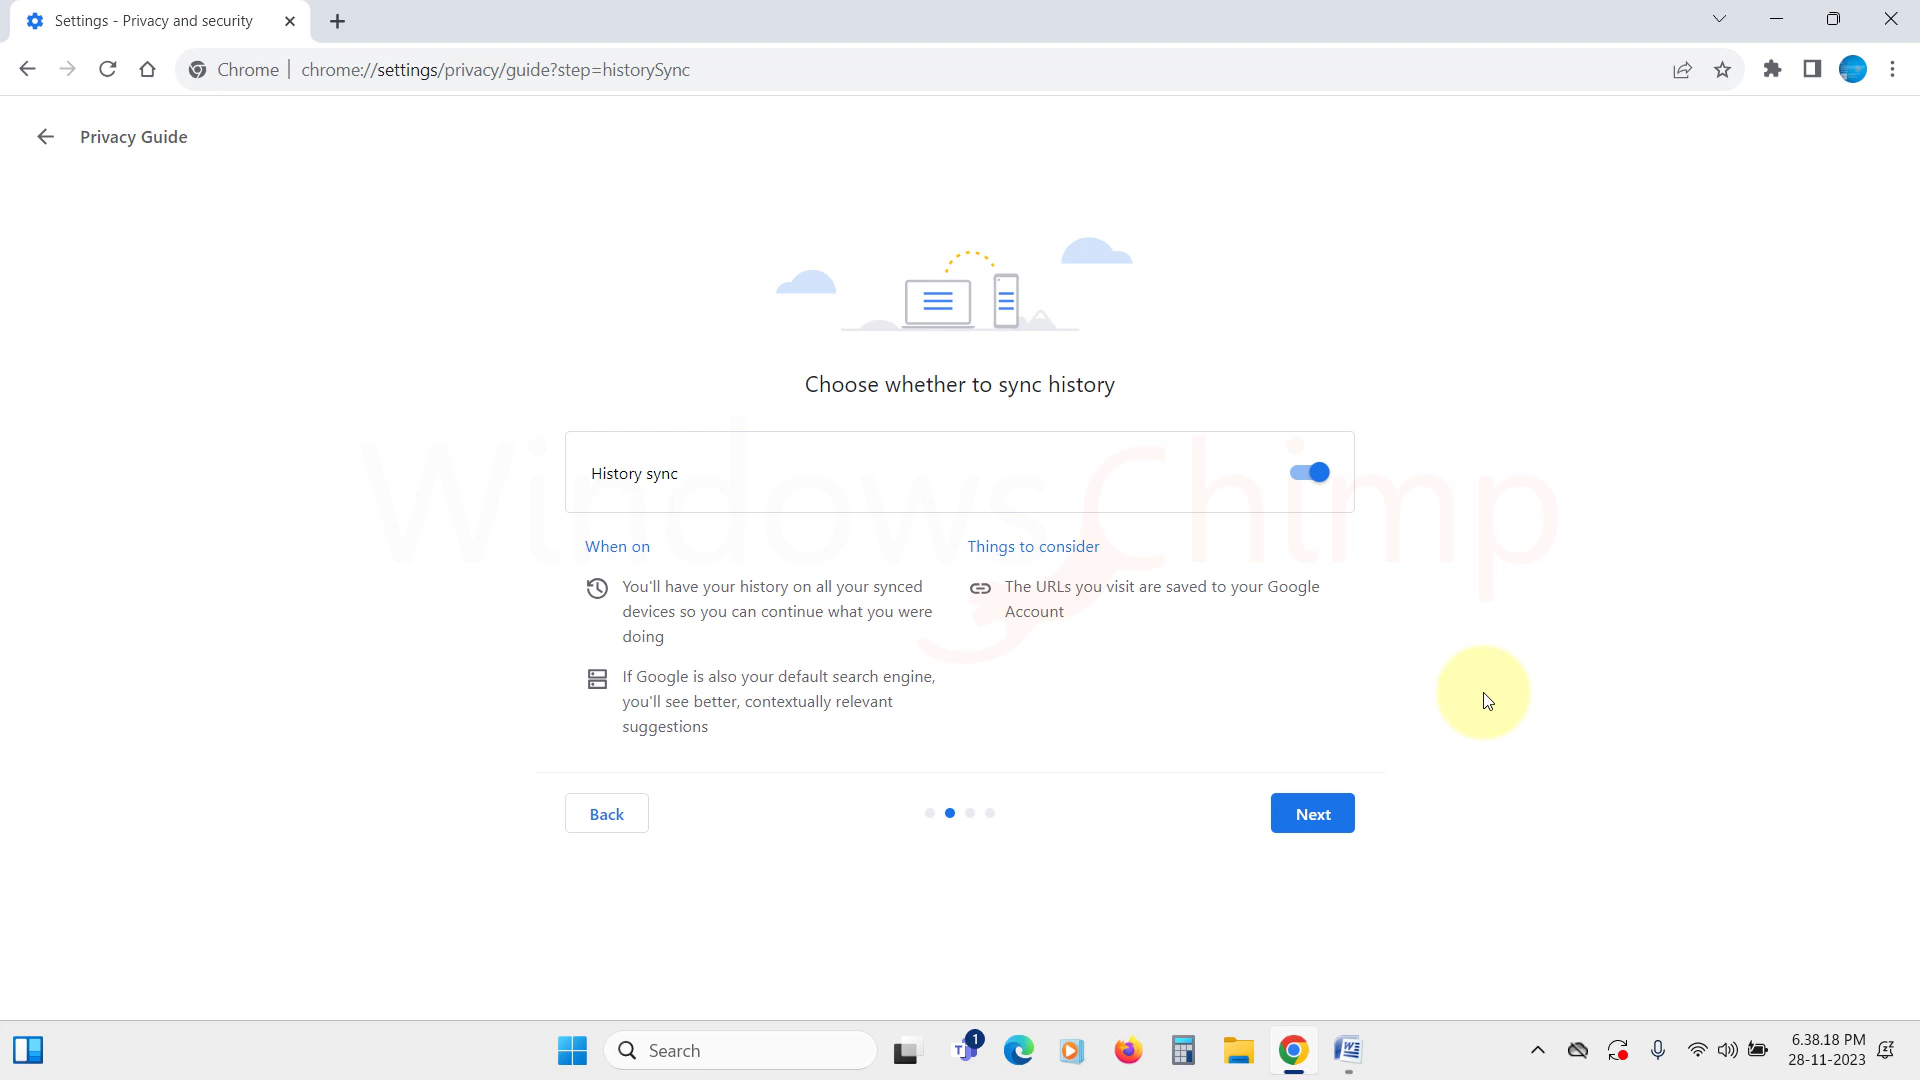 Settings - Privacy and security
Chrome
chrome://settings/privacy/guide?step=historySync
Privacy Guide
Choose whether to sync history
History sync
WindowsChimp
When on
You'll have your history on all your synced
devices so you can continue what you were
doing
If Google is also your default search engine,
you'll see better, contextually relevant
suggestions
Things to consider
The URLs you visit are saved to your Google
Account
Back
Next
Search
1
T
W
6.38.18 PM
28-11-2023